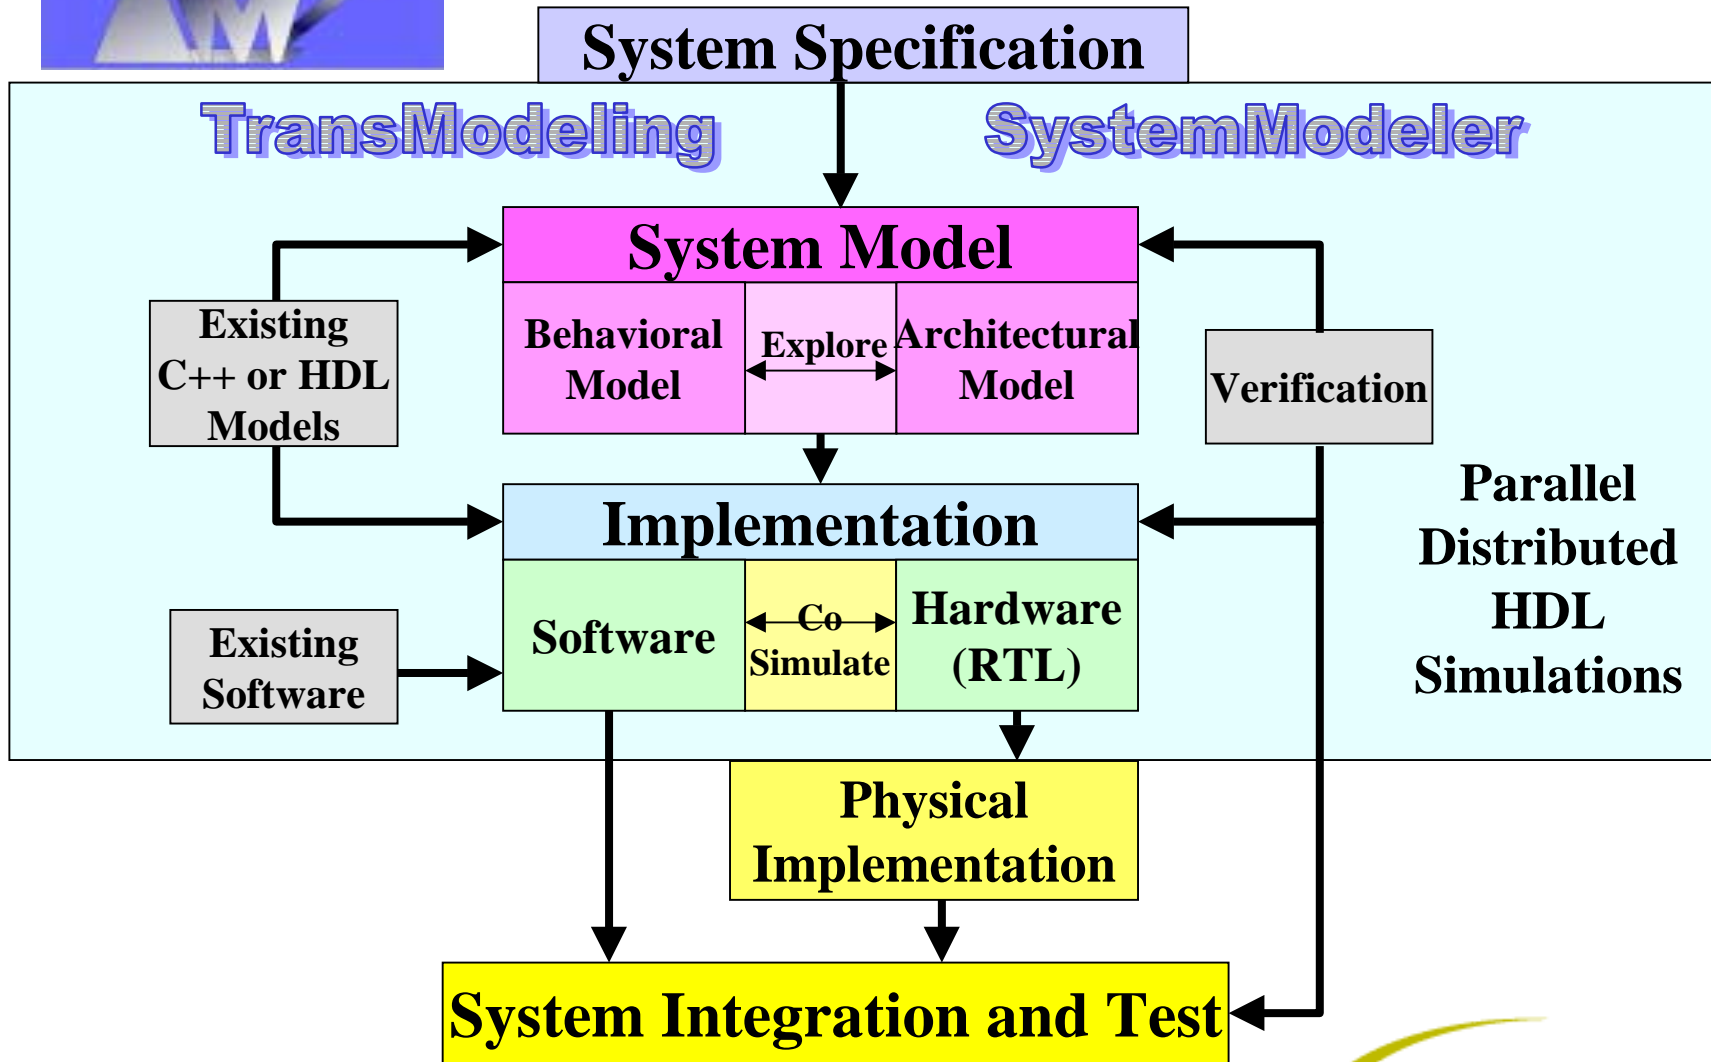 System Specification
TransModeling
SystemModeler
System Model
Behavioral
Model
Explore
Architectural
Model
Existing
C++ or HDL
Models
Verification
Implementation
Software
Co
Simulate
Hardware
(RTL)
Existing
Software
Parallel
Distributed
HDL
Simulations
Physical
Implementation
System Integration and Test